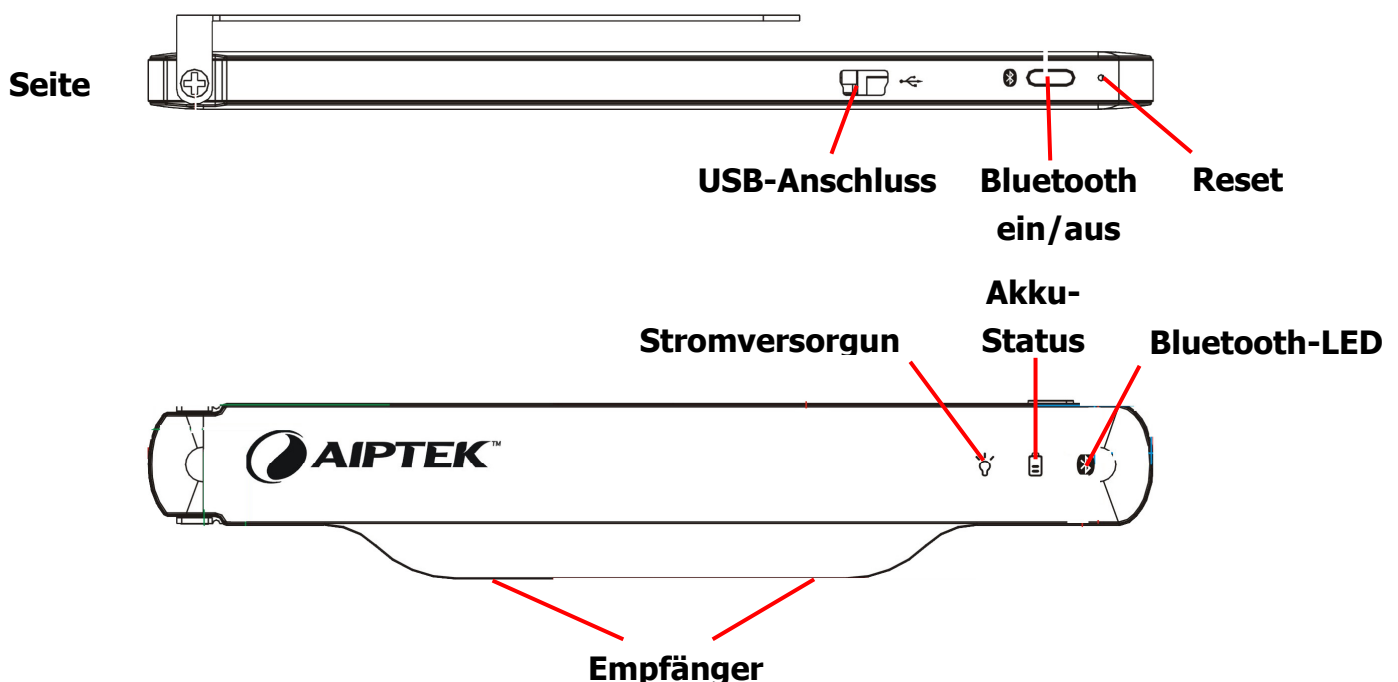 Seite
USB-Anschluss
Bluetooth
ein/aus
Reset
Akku-
Status
Stromversorgun
Bluetooth-LED
AIPTEK™
Empfänger